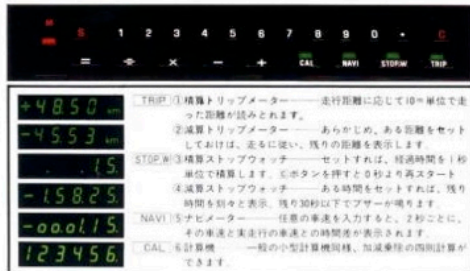 M
S 1 2 3 4 5 6 7 8 9 0 · C
= ÷ × − + CAL NAVI STOP.W TRIP
+48.50 km
TRIP ①積算トリップメーター――走行距離に応じて10m単位で走
った距離が読みとれます。
-45.53 km
②減算トリップメーター――あらかじめ、ある距離をセット
しておけば、走るに従い、残りの距離を表示します。
. .15.
STOP.W ③積算ストップウォッチ――セットすれば、経過時間を1秒
単位で積算します。Cボタンを押すと0秒より再スタート
-1.58.25.
④減算ストップウォッチ――ある時間をセットすれば、残り
時間を刻々と表示。残り30秒以下でブザーが鳴ります。
-00.01.15.
NAVI ⑤ナビメーター――任意の車速を入力すると、2秒ごとに、
その車速と実走行の車速との時間差が表示されます。
123456.
CAL ⑥計算機――一般の小型計算機同様、加減乗除の四則計算が
できます。